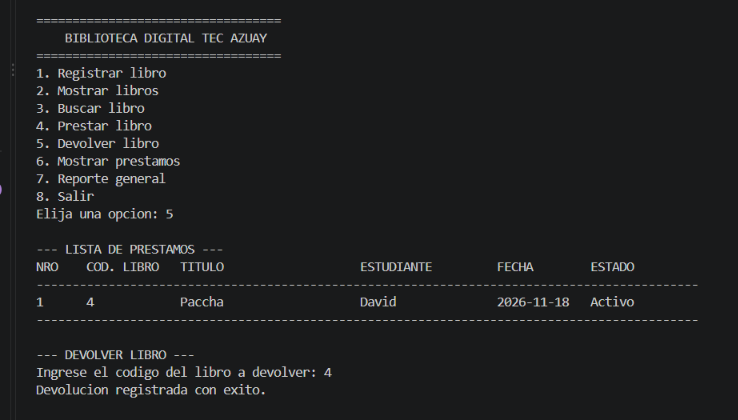 ==================================
BIBLIOTECA DIGITAL TEC AZUAY
==================================
1. Registrar libro
2. Mostrar libros
3. Buscar libro
4. Prestar libro
5. Devolver libro
6. Mostrar prestamos
7. Reporte general
8. Salir
Elija una opcion: 5
--- LISTA DE PRESTAMOS ---
NRO COD. LIBRO TITULO ESTUDIANTE FECHA ESTADO
--------------------------------------------------------------------------------------------
1 4 Paccha David 2026-11-18 Activo
--------------------------------------------------------------------------------------------
--- DEVOLVER LIBRO ---
Ingrese el codigo del libro a devolver: 4
Devolucion registrada con exito.